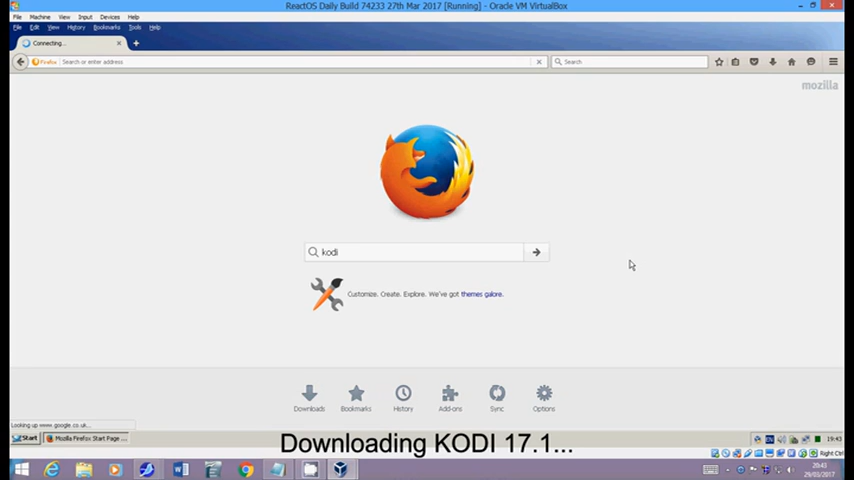 ReactOS Daily Build 74233 27th Mar 2017 [Running] - Oracle VM VirtualBox
File Machine View Input Devices Help
File Edit View History Bookmarks Tools Help
Connecting...
Firefox Search or enter address
Search
mozilla
kodi
Customize. Create. Explore. We've got themes galore.
Downloads Bookmarks History Add-ons Sync Options
Looking up www.google.co.uk...
Start Mozilla Firefox Start Page ...
19:43
Right Ctrl
Downloading KODI 17.1...
20:43
29/03/2017